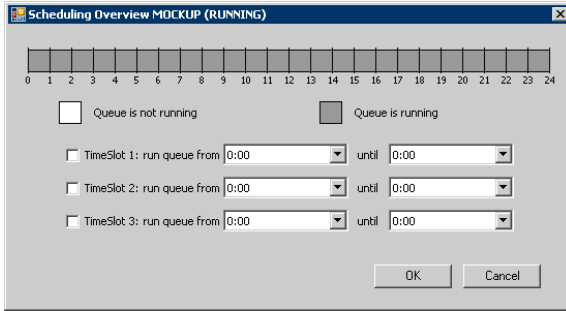 Scheduling Overview MOCKUP (RUNNING)
0 1 2 3 4 5 6 7 8 9 10 11 12 13 14 15 16 17 18 19 20 21 22 23 24
Queue is not running Queue is running
TimeSlot 1: run queue from 0:00 until 0:00
TimeSlot 2: run queue from 0:00 until 0:00
TimeSlot 3: run queue from 0:00 until 0:00
OK Cancel